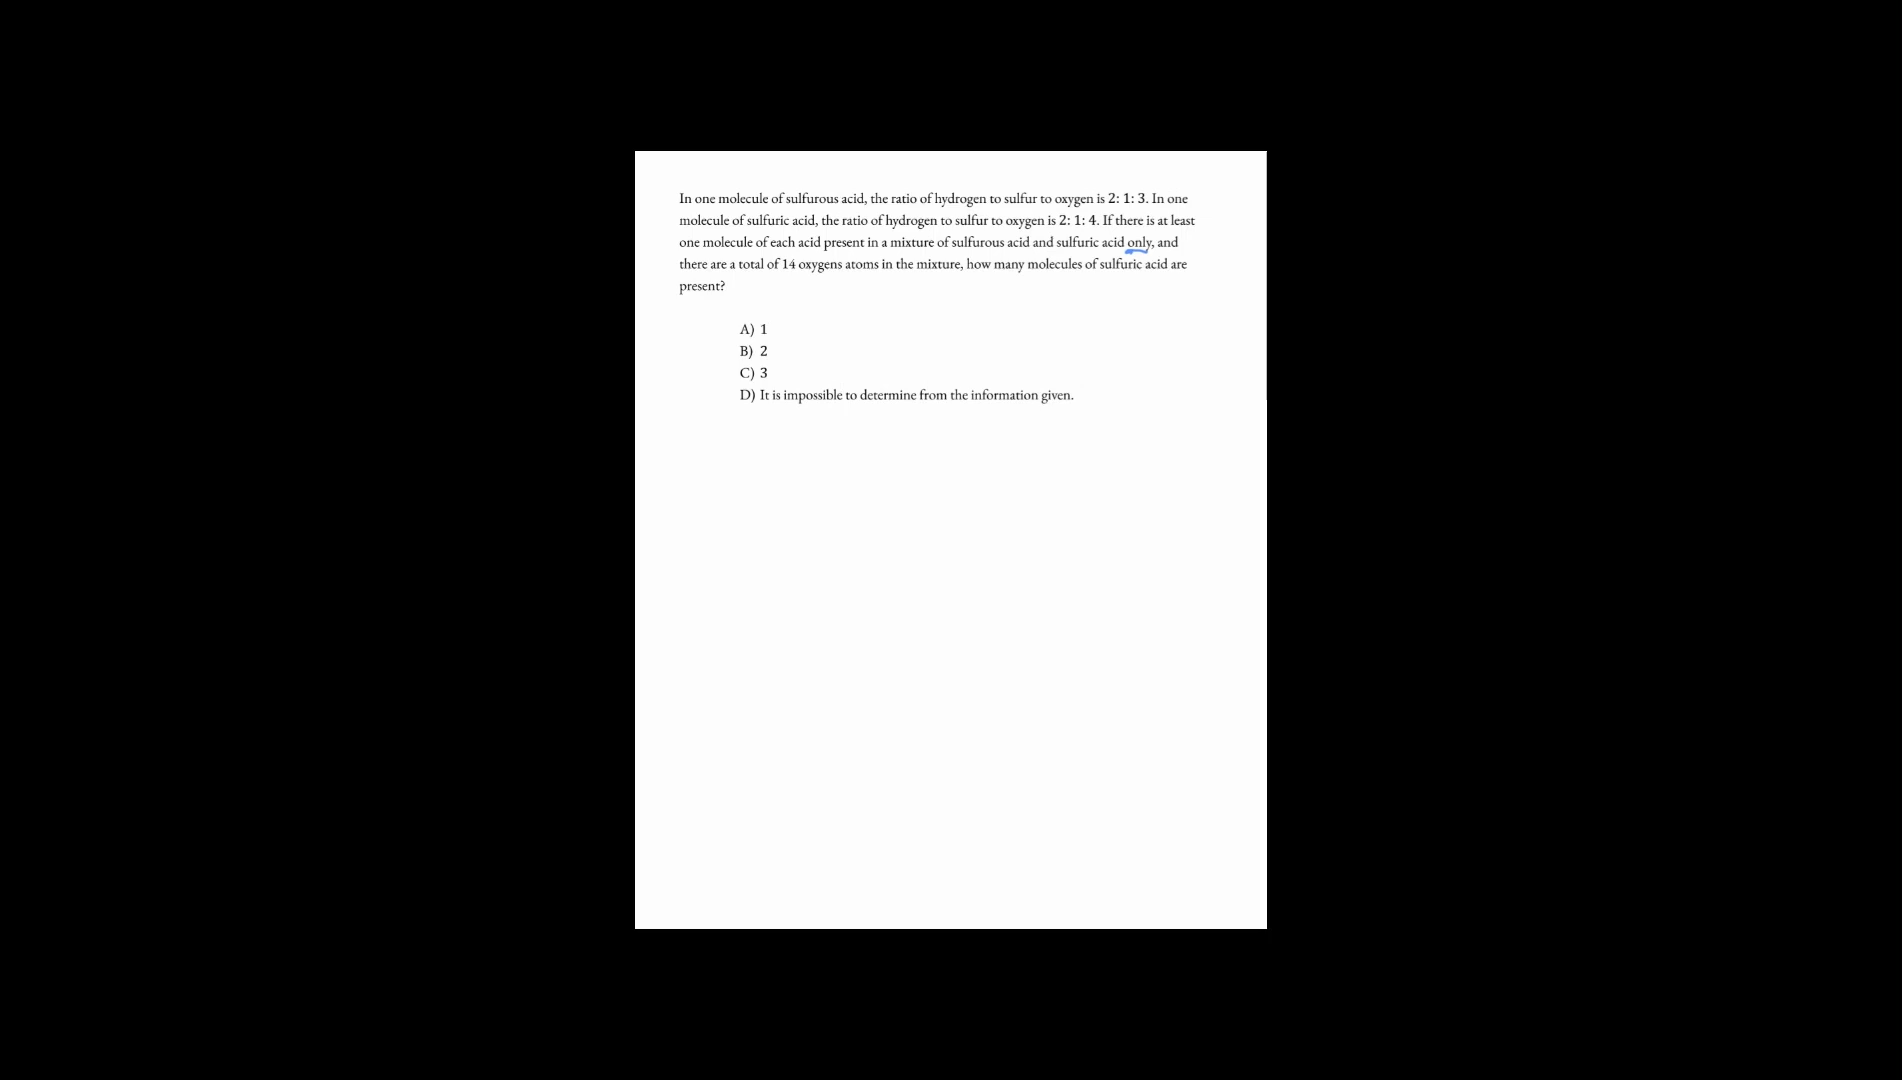 In one molecule of sulfurous acid, the ratio of hydrogen to sulfur to oxygen is 2: 1: 3. In one
molecule of sulfuric acid, the ratio of hydrogen to sulfur to oxygen is 2: 1: 4. If there is at least
one molecule of each acid present in a mixture of sulfurous acid and sulfuric acid only, and
there are a total of 14 oxygens atoms in the mixture, how many molecules of sulfuric acid are
present?
A) 1
B) 2
C) 3
D) It is impossible to determine from the information given.